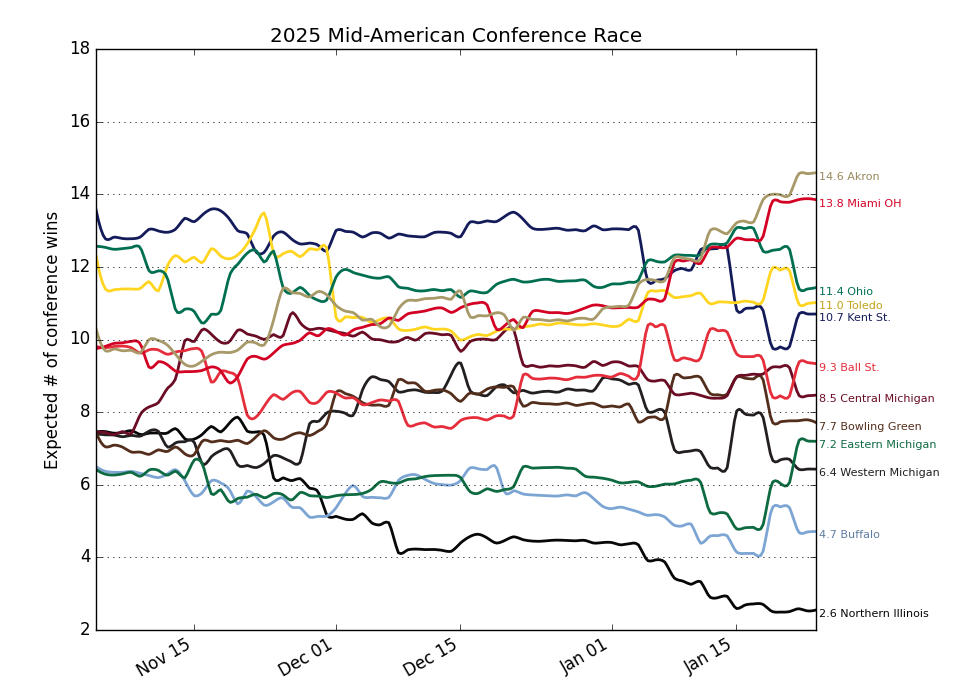 2025 Mid-American Conference Race
Expected # of conference wins
18
16
14
12
10
8
6
4
2
14.6 Akron
13.8 Miami OH
11.4 Ohio
11.0 Toledo
10.7 Kent St.
9.3 Ball St.
8.5 Central Michigan
7.7 Bowling Green
7.2 Eastern Michigan
6.4 Western Michigan
4.7 Buffalo
2.6 Northern Illinois
Nov 15
Dec 01
Dec 15
Jan 01
Jan 15